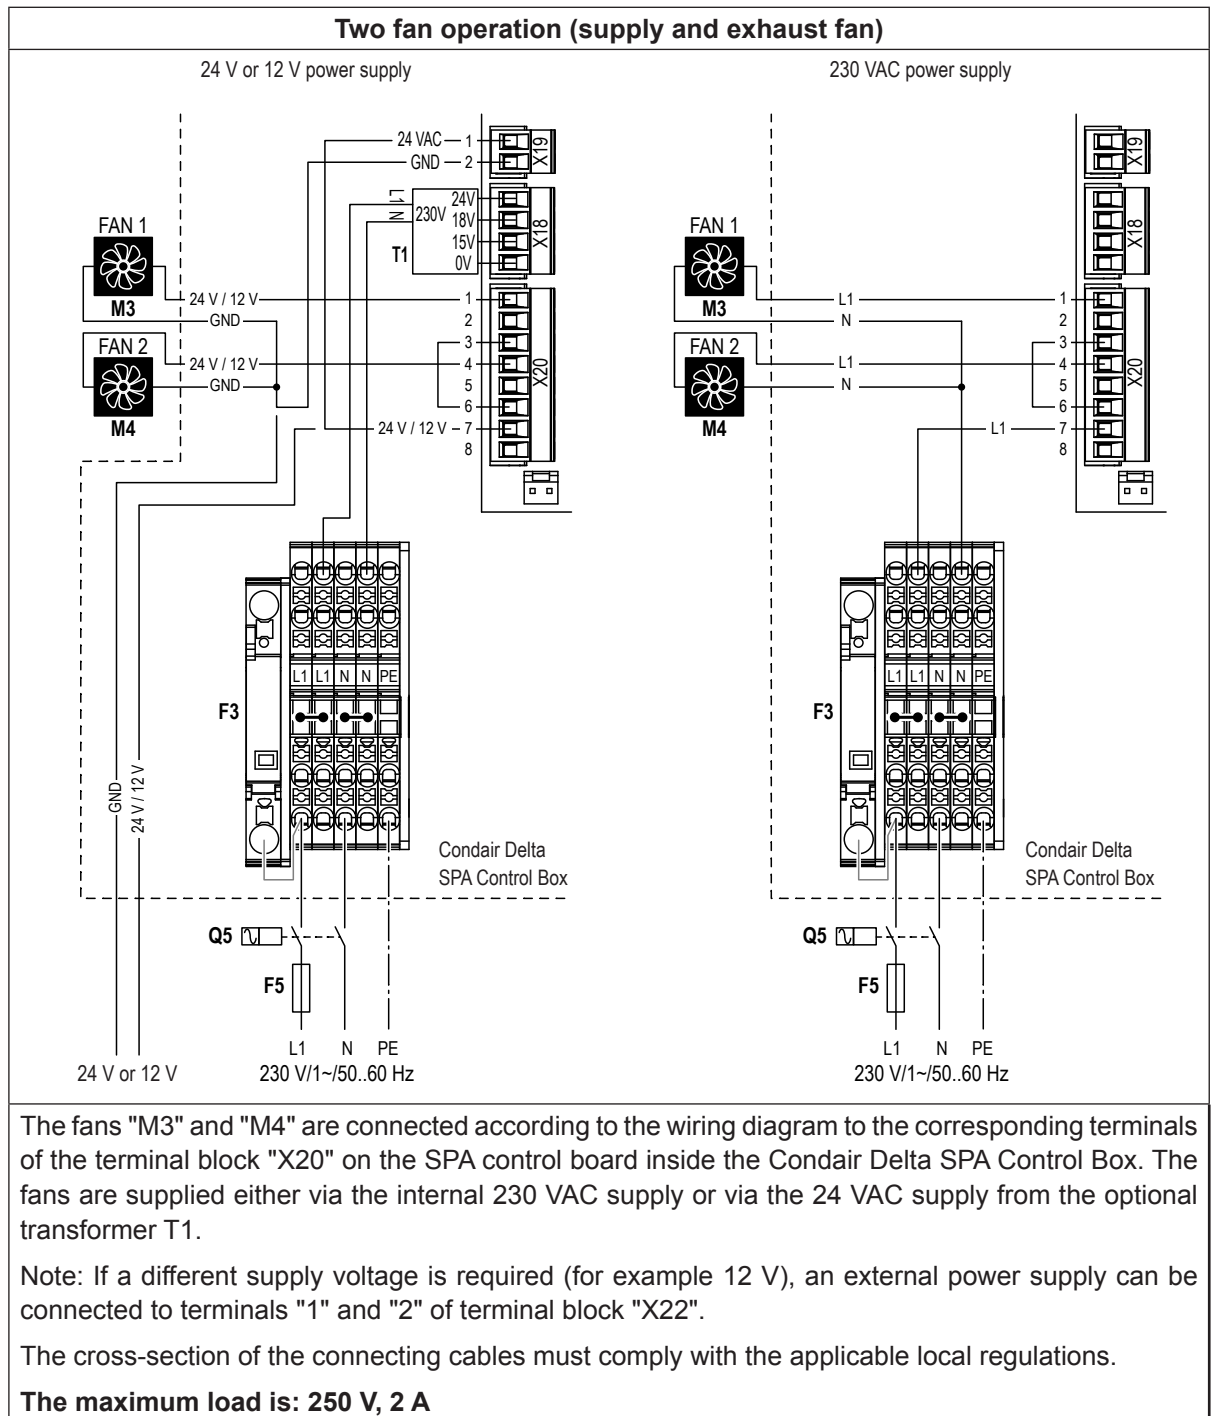 Two fan operation (supply and exhaust fan)
24 V or 12 V power supply
24 VAC 1
GND 2
X19
L1
N
230V
24V
18V
15V
0V
X18
T1
FAN 1
M3
24 V / 12 V
GND
FAN 2
M4
24 V / 12 V
GND
1
2
3
4
5
6
24 V / 12 V 7
8
X20
L1 L1 N N PE
F3
GND
24 V / 12 V
Condair Delta
SPA Control Box
Q5
F5
L1 N PE
24 V or 12 V
230 V/1~/50..60 Hz
230 VAC power supply
X19
X18
FAN 1
M3
L1
N
FAN 2
M4
L1
N
1
2
3
4
5
6
L1 7
8
X20
L1 L1 N N PE
F3
Condair Delta
SPA Control Box
Q5
F5
L1 N PE
230 V/1~/50..60 Hz
The fans "M3" and "M4" are connected according to the wiring diagram to the corresponding terminals
of the terminal block "X20" on the SPA control board inside the Condair Delta SPA Control Box. The
fans are supplied either via the internal 230 VAC supply or via the 24 VAC supply from the optional
transformer T1.
Note: If a different supply voltage is required (for example 12 V), an external power supply can be
connected to terminals "1" and "2" of terminal block "X22".
The cross-section of the connecting cables must comply with the applicable local regulations.
The maximum load is: 250 V, 2 A